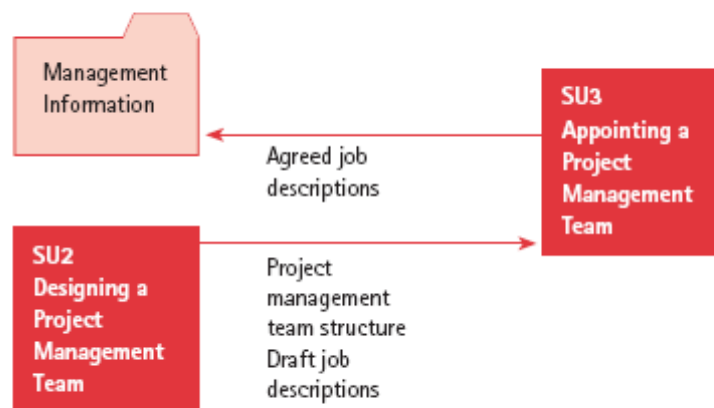 Management
Information
SU3
Appointing a
Project
Management
Team
Agreed job
descriptions
SU2
Designing a
Project
Management
Team
Project
management
team structure
Draft job
descriptions